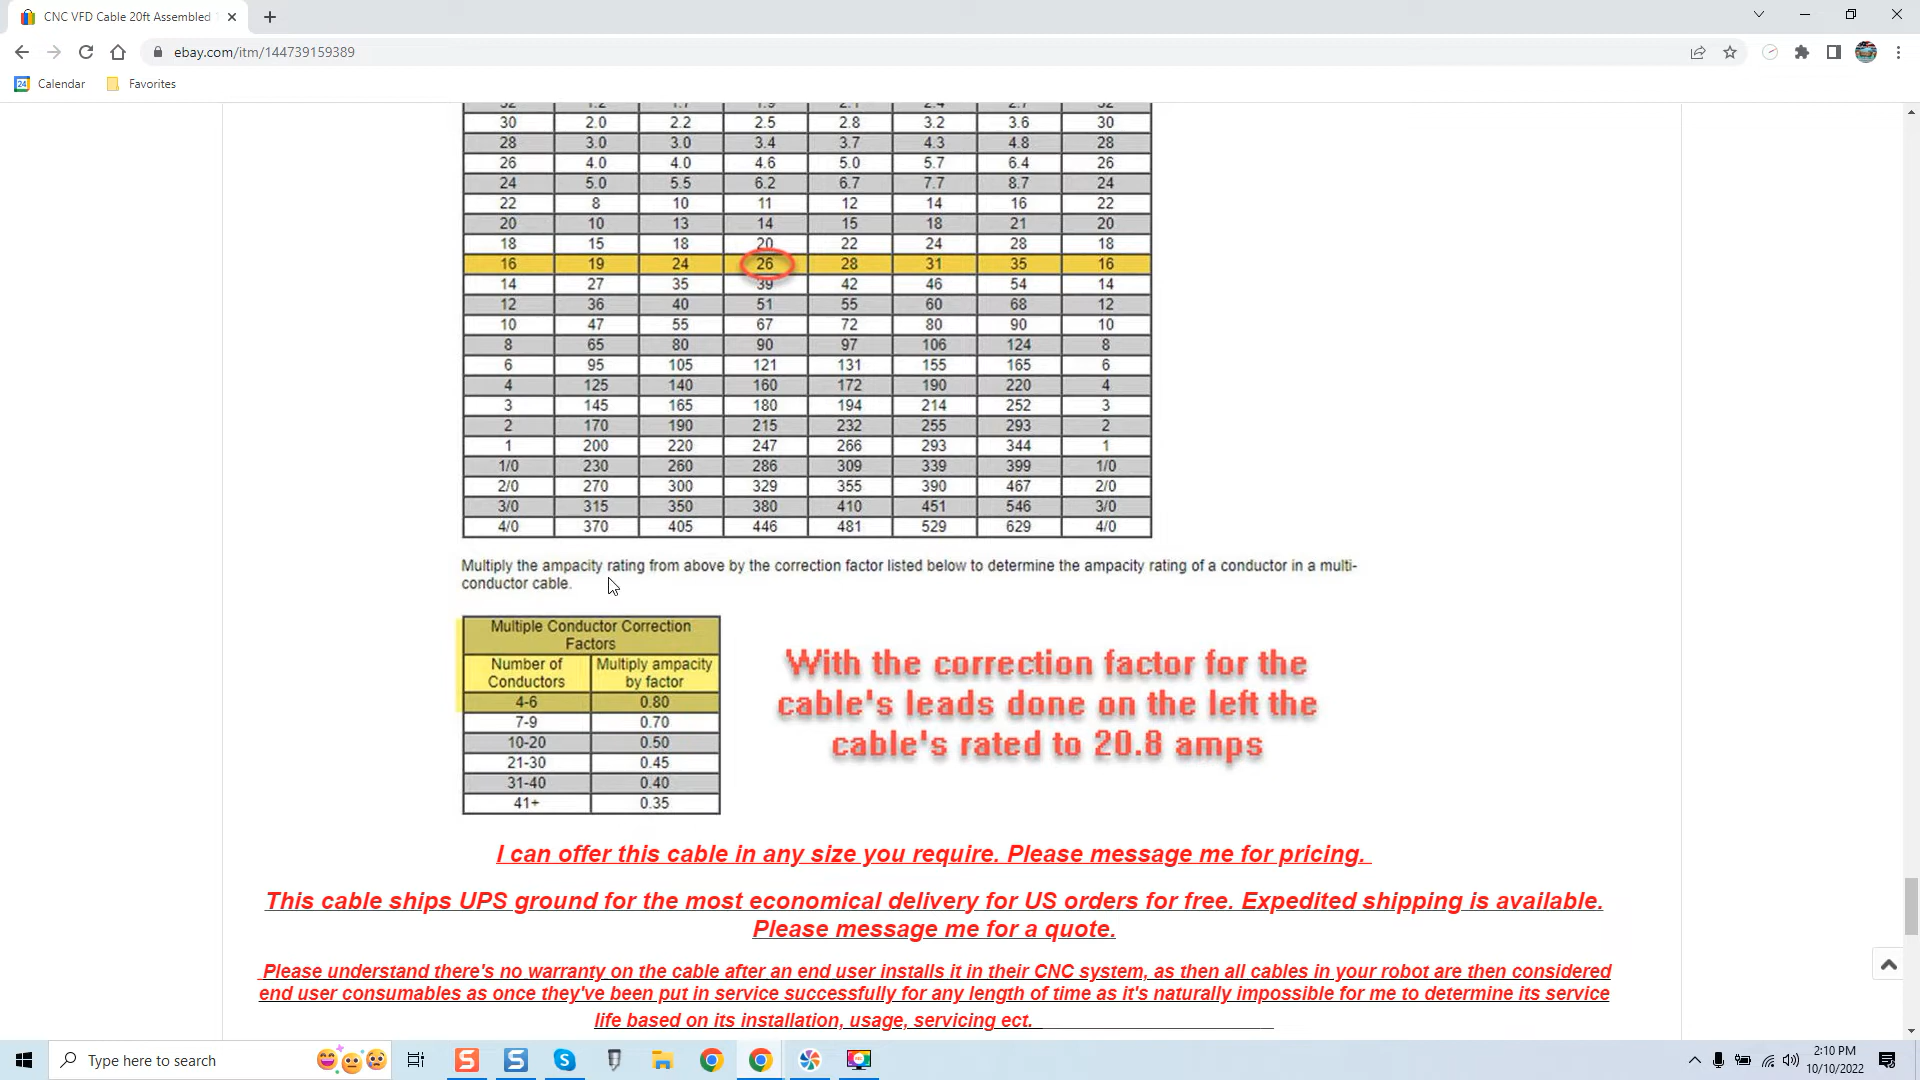 CNC VFD Cable 20ft Assembled
ebay.com/itm/144739159389
Calendar Favorites
32 1.2 1.7 1.9 2.1 2.4 2.7 32
30 2.0 2.2 2.5 2.8 3.2 3.6 30
28 3.0 3.0 3.4 3.7 4.3 4.8 28
26 4.0 4.0 4.6 5.0 5.7 6.4 26
24 5.0 5.5 6.2 6.7 7.7 8.7 24
22 8 10 11 12 14 16 22
20 10 13 14 15 18 21 20
18 15 18 20 22 24 28 18
16 19 24 26 28 31 35 16
14 27 35 39 42 46 54 14
12 36 40 51 55 60 68 12
10 47 55 67 72 80 90 10
8 65 80 90 97 106 124 8
6 95 105 121 131 155 165 6
4 125 140 160 172 190 220 4
3 145 165 180 194 214 252 3
2 170 190 215 232 255 293 2
1 200 220 247 266 293 344 1
1/0 230 260 286 309 339 399 1/0
2/0 270 300 329 355 390 467 2/0
3/0 315 350 380 410 451 546 3/0
4/0 370 405 446 481 529 629 4/0
Multiply the ampacity rating from above by the correction factor listed below to determine the ampacity rating of a conductor in a multi-
conductor cable.
Multiple Conductor Correction
Factors
Number of Multiply ampacity
Conductors by factor
4-6 0.80
7-9 0.70
10-20 0.50
21-30 0.45
31-40 0.40
41+ 0.35
With the correction factor for the
cable's leads done on the left the
cable's rated to 20.8 amps
I can offer this cable in any size you require. Please message me for pricing.
This cable ships UPS ground for the most economical delivery for US orders for free. Expedited shipping is available.
Please message me for a quote.
Please understand there's no warranty on the cable after an end user installs it in their CNC system, as then all cables in your robot are then considered
end user consumables as once they've been put in service successfully for any length of time as it's naturally impossible for me to determine its service
life based on its installation, usage, servicing ect.
Type here to search
2:10 PM
10/10/2022